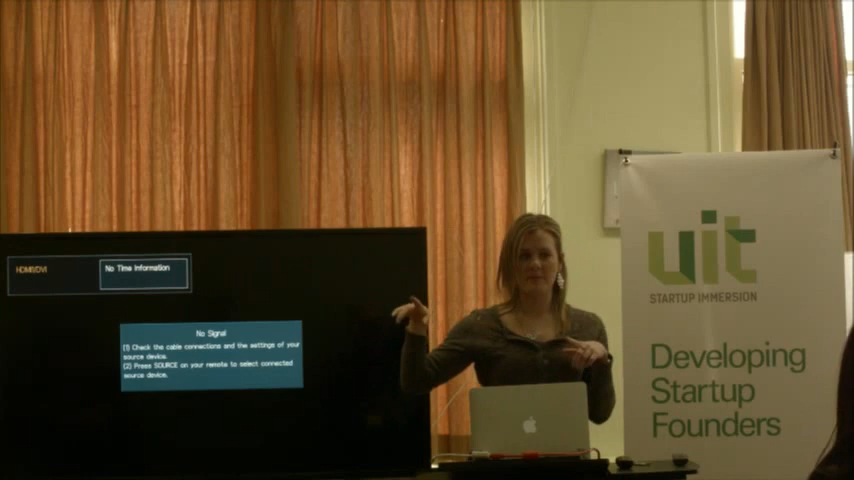 HDMI/DVI
No Time Information
No Signal
(1) Check the cable connections and the settings of your
source device.
(2) Press SOURCE on your remote to select connected
source device.
uit
STARTUP IMMERSION
Developing
Startup
Founders